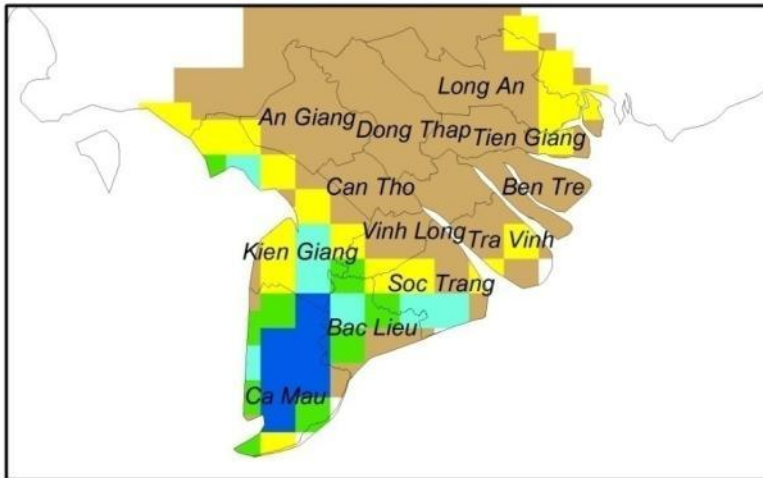 Long An
An Giang
Dong Thap
Tien Giang
Can Tho
Ben Tre
Vinh Long
Tra Vinh
Kien Giang
Soc Trang
Bac Lieu
Ca Mau